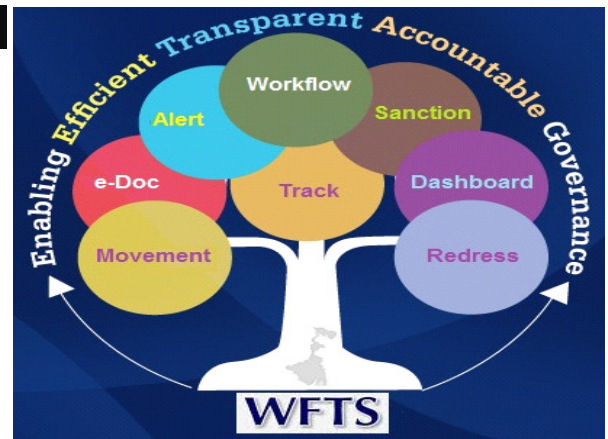 Enabling Efficient Transparent Accountable Governance
Workflow
Alert
Sanction
e-Doc
Track
Dashboard
Movement
Redress
WFTS